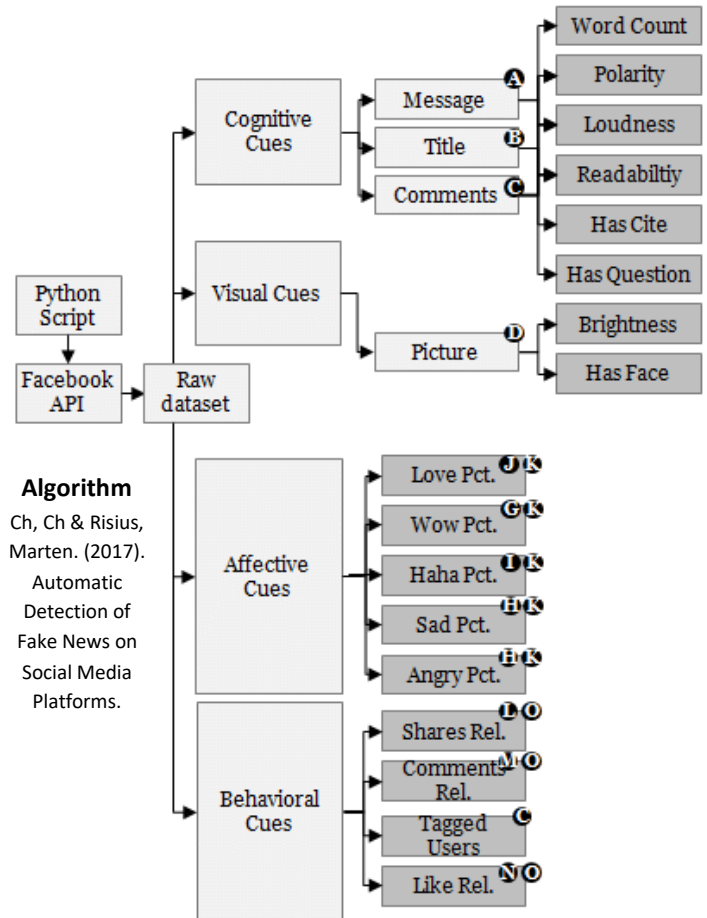 Word Count
Polarity
Loudness
Readabiltiy
Has Cite
Has Question
Cognitive
Cues
Message
A
Title
B
Comments
C
Visual Cues
Picture
D
Brightness
Has Face
Python
Script
Facebook
API
Raw
dataset
Algorithm
Ch, Ch & Risius,
Marten. (2017).
Automatic
Detection of
Fake News on
Social Media
Platforms.
Affective
Cues
Love Pct.
J K
Wow Pct.
G K
Haha Pct.
I K
Sad Pct.
H K
Angry Pct.
H K
Behavioral
Cues
Shares Rel.
L O
Comments
Rel.
M O
Tagged
Users
C
Like Rel.
N O